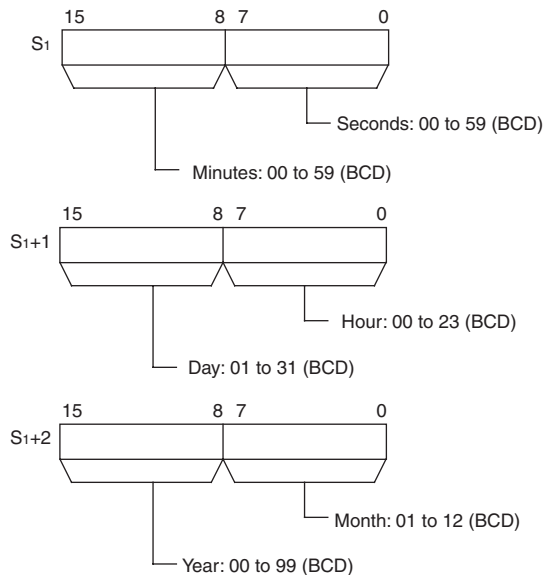 15 8 7 0
S1
Seconds: 00 to 59 (BCD)
Minutes: 00 to 59 (BCD)
15 8 7 0
S1+1
Hour: 00 to 23 (BCD)
Day: 01 to 31 (BCD)
15 8 7 0
S1+2
Month: 01 to 12 (BCD)
Year: 00 to 99 (BCD)